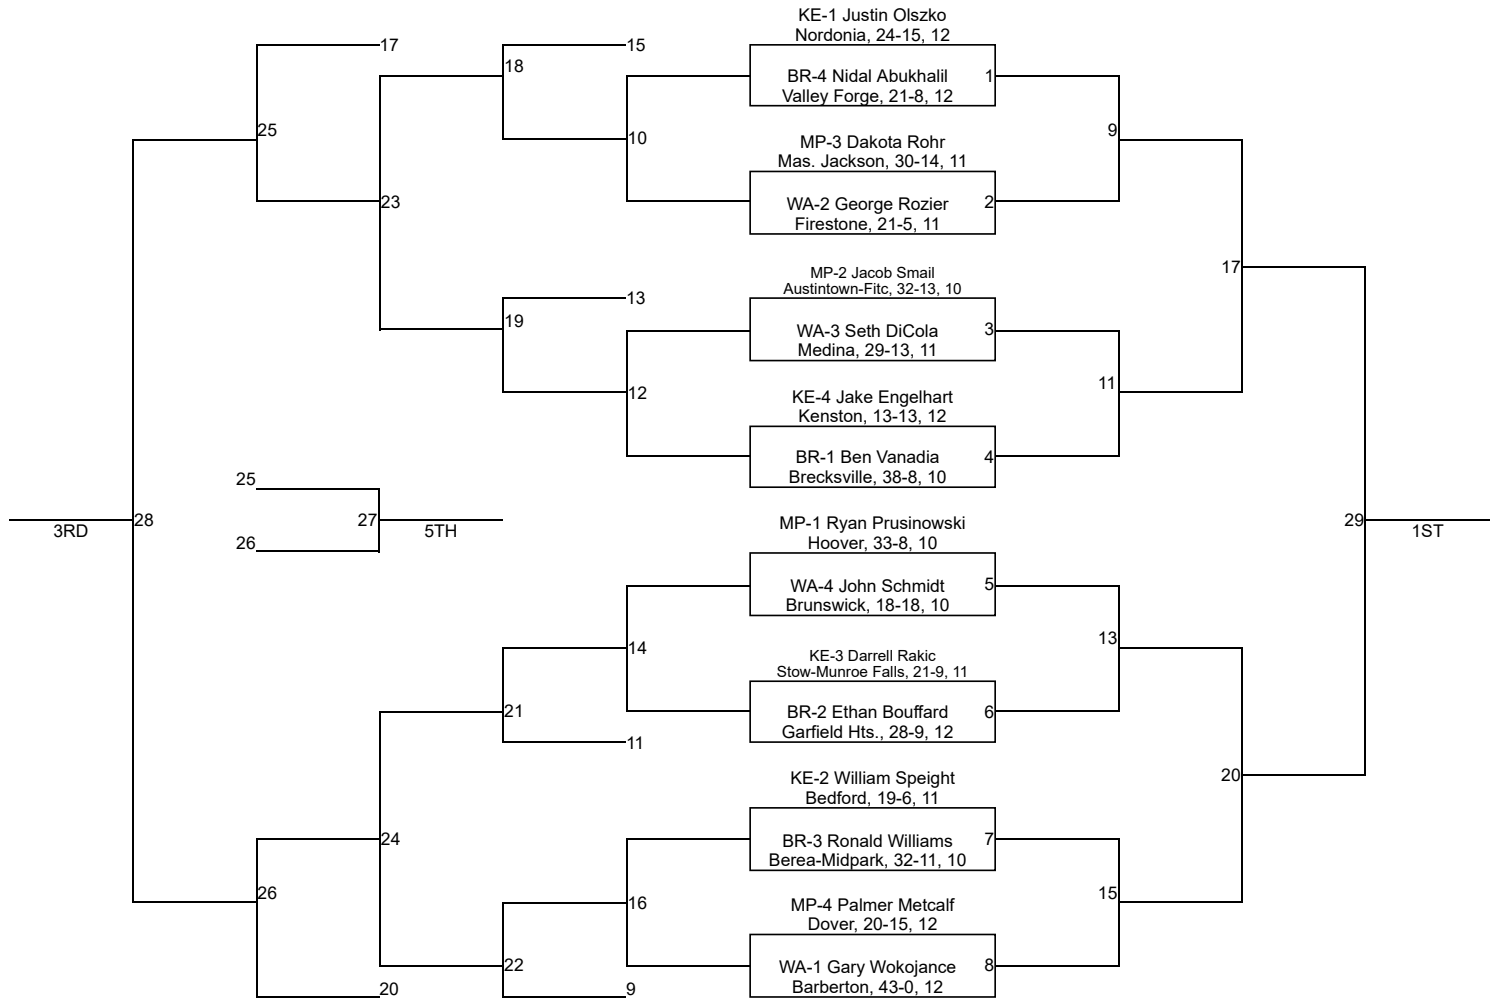 KE-1 Justin Olszko
Nordonia, 24-15, 12
17
15
18
BR-4 Nidal Abukhalil
1
Valley Forge, 21-8, 12
25
10
9
MP-3 Dakota Rohr
Mas. Jackson, 30-14, 11
23
WA-2 George Rozier
2
Firestone, 21-5, 11
17
MP-2 Jacob Smail
Austintown-Fitc, 32-13, 10
13
19
WA-3 Seth DiCola
3
Medina, 29-13, 11
12
11
KE-4 Jake Engelhart
Kenston, 13-13, 12
BR-1 Ben Vanadia
4
Brecksville, 38-8, 10
25
28
27
29
3RD
5TH
1ST
26
MP-1 Ryan Prusinowski
Hoover, 33-8, 10
WA-4 John Schmidt
5
Brunswick, 18-18, 10
14
13
KE-3 Darrell Rakic
Stow-Munroe Falls, 21-9, 11
21
BR-2 Ethan Bouffard
6
Garfield Hts., 28-9, 12
11
20
KE-2 William Speight
Bedford, 19-6, 11
24
BR-3 Ronald Williams
7
Berea-Midpark, 32-11, 10
26
16
15
MP-4 Palmer Metcalf
Dover, 20-15, 12
22
WA-1 Gary Wokojance
8
Barberton, 43-0, 12
20
9